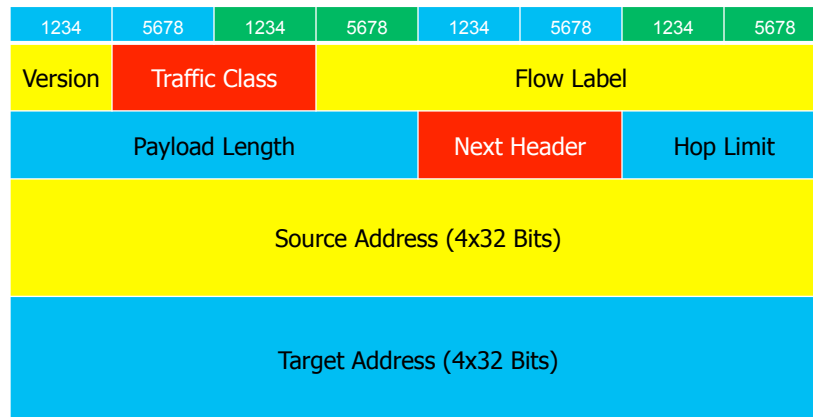 1234 5678 1234 5678 1234 5678 1234 5678
Version Traffic Class Flow Label
Payload Length Next Header Hop Limit
Source Address (4x32 Bits)
Target Address (4x32 Bits)